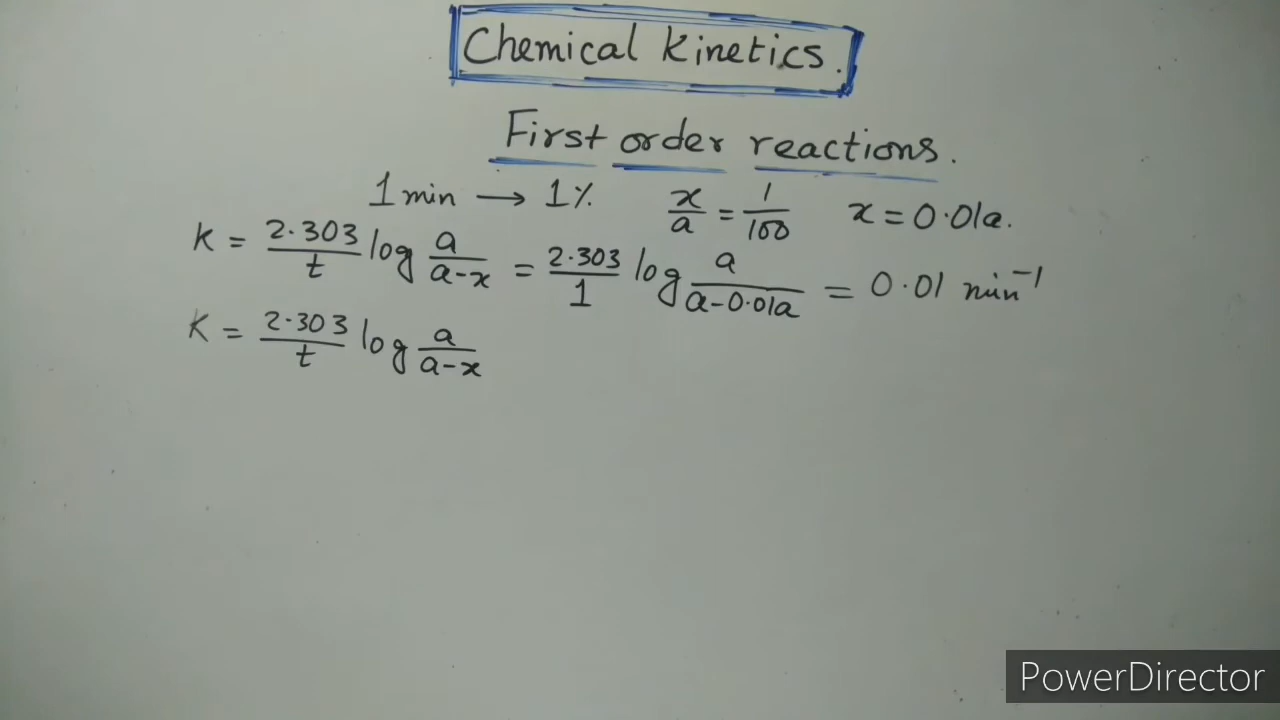 Chemical Kinetics.
First order reactions.
1 min → 1% x/a = 1/100 x = 0.01a.
K = 2.303/t log a/a-x = 2.303/1 log a/a-0.01a = 0.01 min⁻¹
K = 2.303/t log a/a-x
PowerDirector